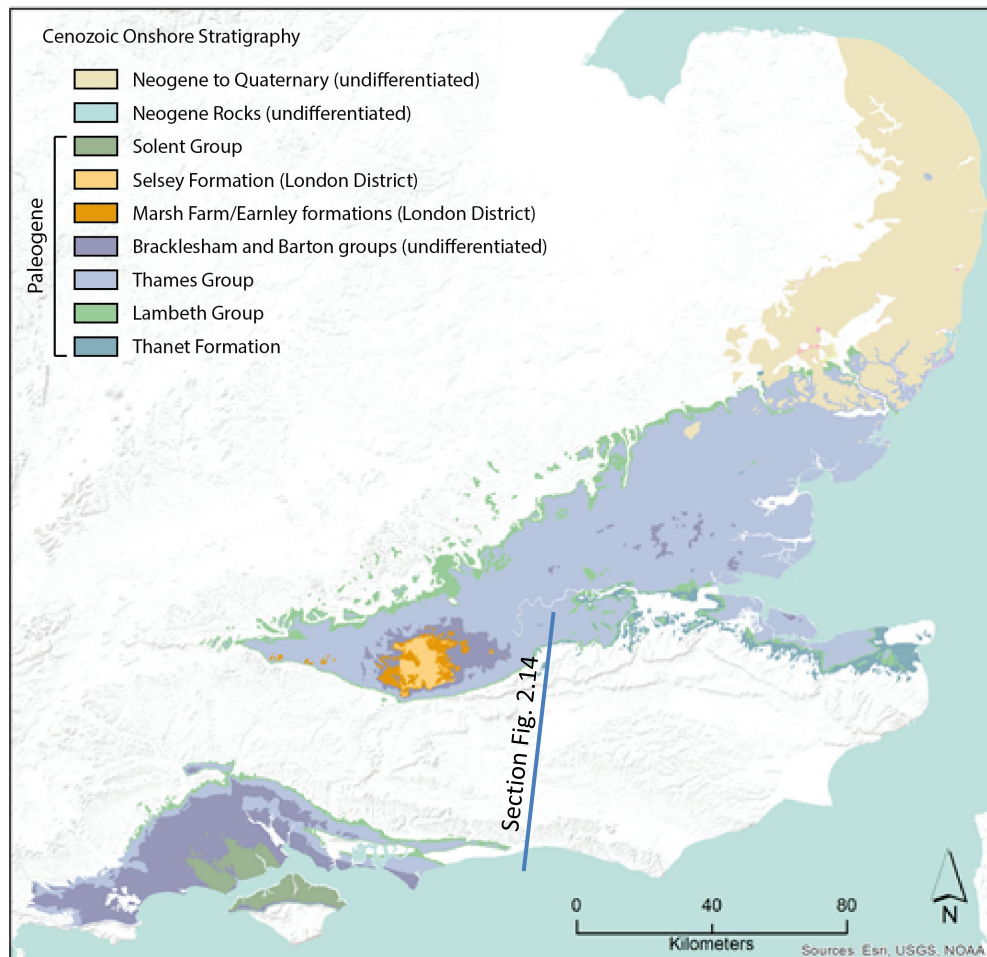 Cenozoic Onshore Stratigraphy
Neogene to Quaternary (undifferentiated)
Neogene Rocks (undifferentiated)
Solent Group
Selsey Formation (London District)
Marsh Farm/Earnley formations (London District)
Bracklesham and Barton groups (undifferentiated)
Thames Group
Lambeth Group
Thanet Formation
Paleogene
Section Fig. 2.14
0 40 80
Kilometers
N
Sources: Esri, USGS, NOAA